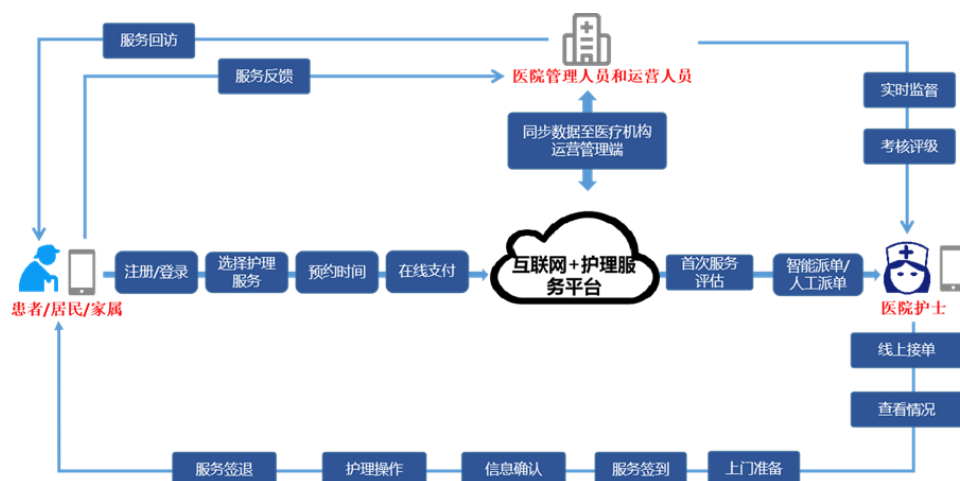 服务回访
服务反馈
医院管理人员和运营人员
实时监督
同步数据至医疗机构
运营管理端
考核评级
注册/登录
选择护理
服务
预约时间
在线支付
互联网+护理服
务平台
首次服务
评估
智能派单/
人工派单
患者/居民/家属
医院护士
线上接单
查看情况
服务签退
护理操作
信息确认
服务签到
上门准备